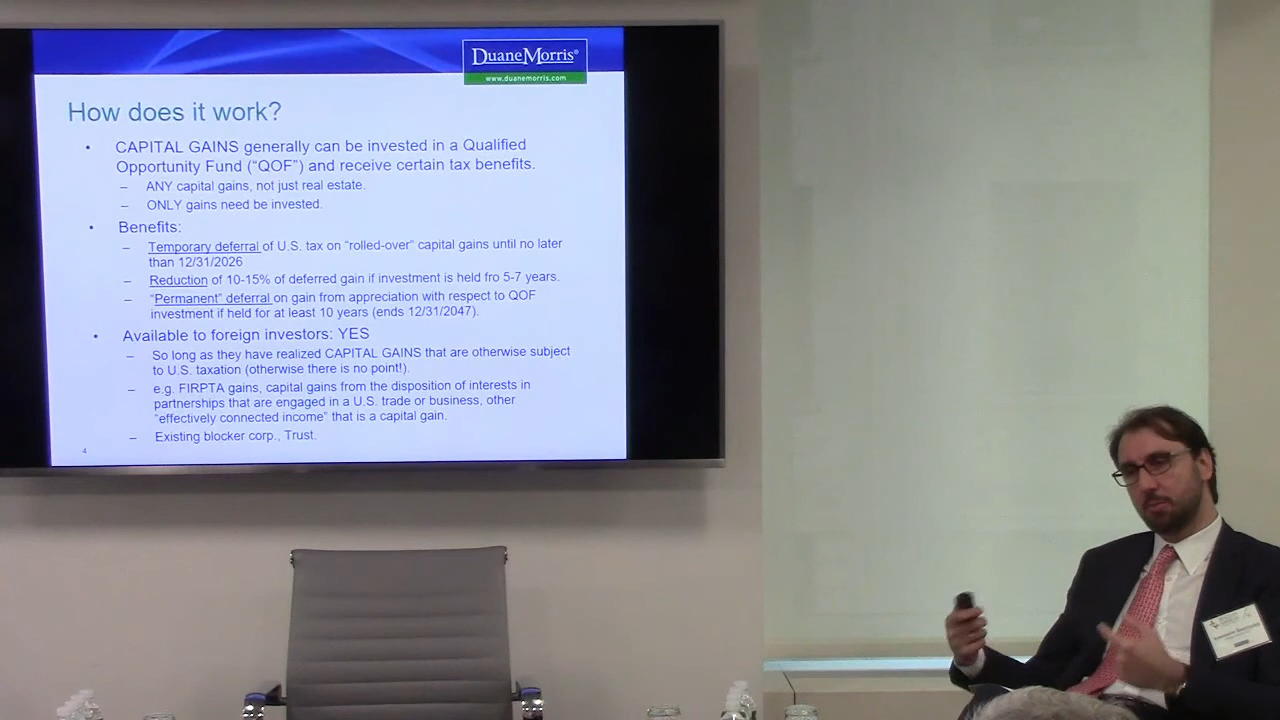 DuaneMorris®
www.duanemorris.com
How does it work?
• CAPITAL GAINS generally can be invested in a Qualified
Opportunity Fund ("QOF") and receive certain tax benefits.
– ANY capital gains, not just real estate.
– ONLY gains need be invested.
• Benefits:
– Temporary deferral of U.S. tax on "rolled-over" capital gains until no later
than 12/31/2026
– Reduction of 10-15% of deferred gain if investment is held fro 5-7 years.
– "Permanent" deferral on gain from appreciation with respect to QOF
investment if held for at least 10 years (ends 12/31/2047).
• Available to foreign investors: YES
– So long as they have realized CAPITAL GAINS that are otherwise subject
to U.S. taxation (otherwise there is no point!).
– e.g. FIRPTA gains, capital gains from the disposition of interests in
partnerships that are engaged in a U.S. trade or business, other
"effectively connected income" that is a capital gain.
– Existing blocker corp., Trust.
4